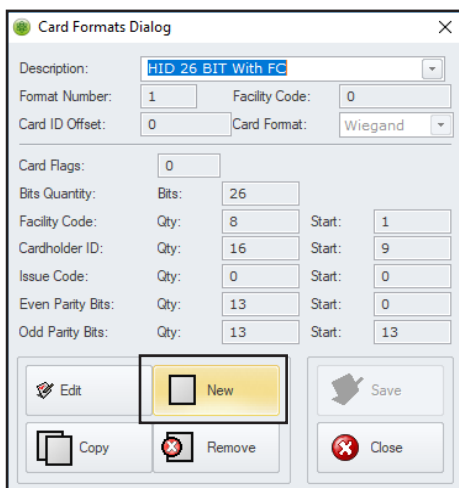 Card Formats Dialog
Description: HID 26 BIT With FC
Format Number: 1 Facility Code: 0
Card ID Offset: 0 Card Format: Wiegand
Card Flags: 0
Bits Quantity: Bits: 26
Facility Code: Qty: 8 Start: 1
Cardholder ID: Qty: 16 Start: 9
Issue Code: Qty: 0 Start: 0
Even Parity Bits: Qty: 13 Start: 0
Odd Parity Bits: Qty: 13 Start: 13
Edit New Save
Copy Remove Close